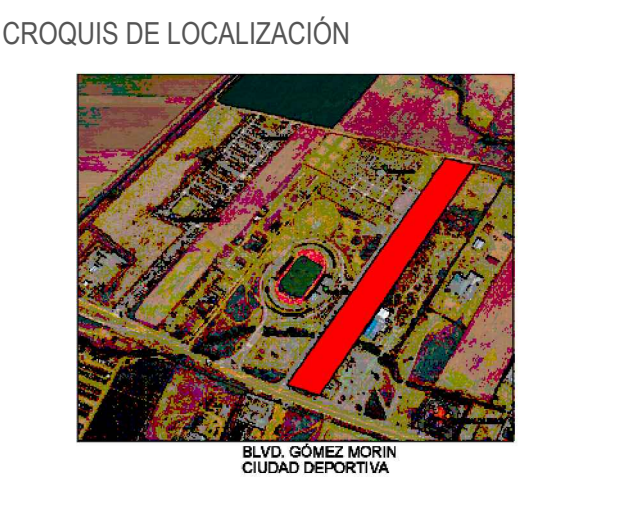 CROQUIS DE LOCALIZACIÓN
BLVD. GÓMEZ MORIN
CIUDAD DEPORTIVA